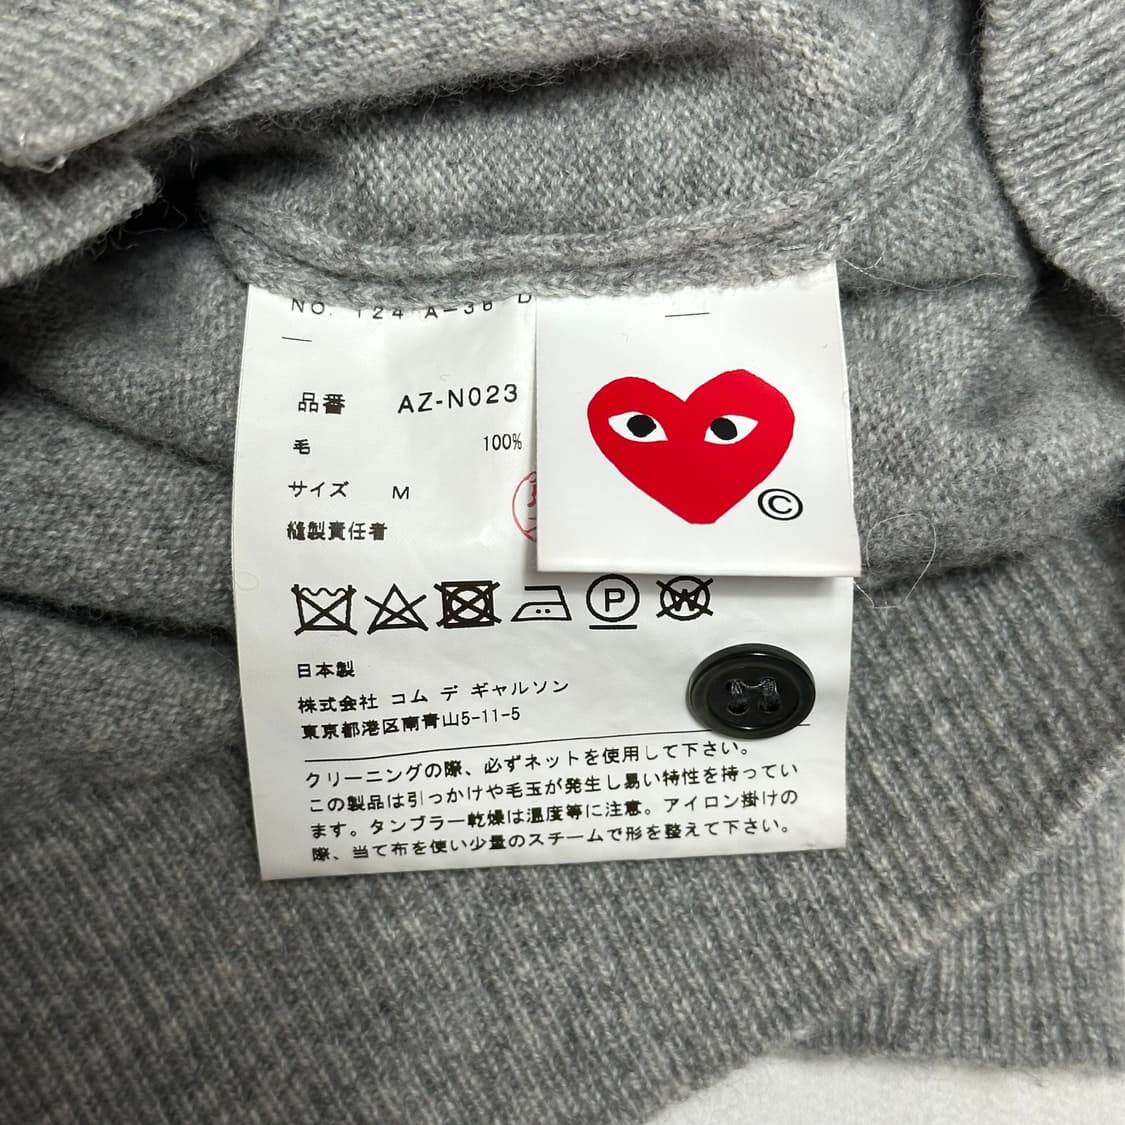 NO. 124 A-36 D
品番 AZ-N023
毛 100%
サイズ M
縫製責任者
©
P
W
日本製
株式会社 コム デ ギャルソン
東京都港区南青山5-11-5
クリーニングの際、必ずネットを使用して下さい。
この製品は引っかけや毛玉が発生し易い特性を持ってい
ます。タンブラー乾燥は温度等に注意。アイロン掛けの
際、当て布を使い少量のスチームで形を整えて下さい。